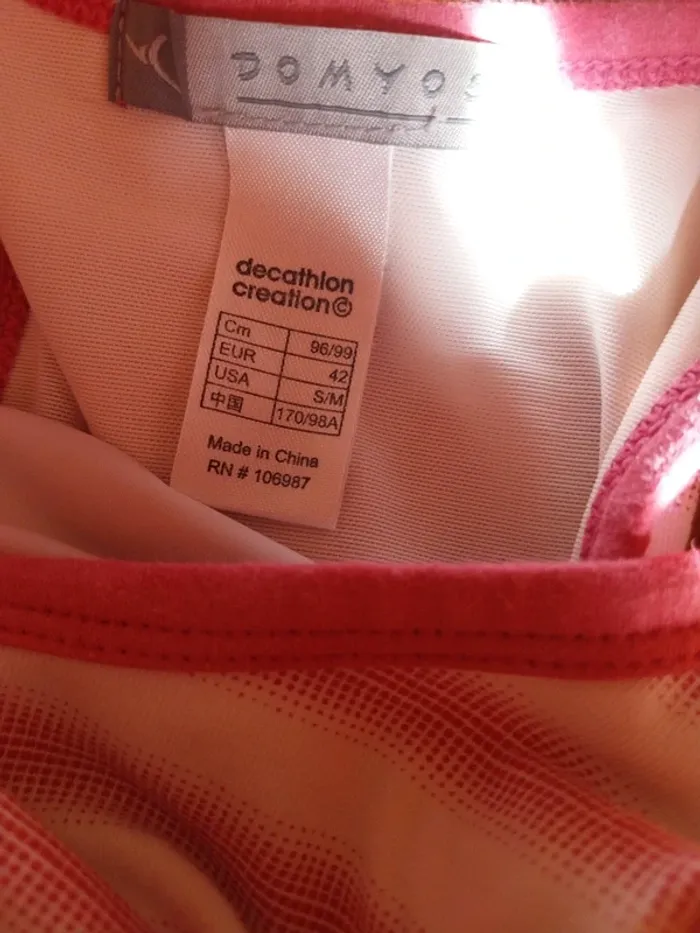 DOMYOS
decathlon
creation©
Cm 96/99
EUR 42
USA S/M
中国 170/98A
Made in China
RN # 106987